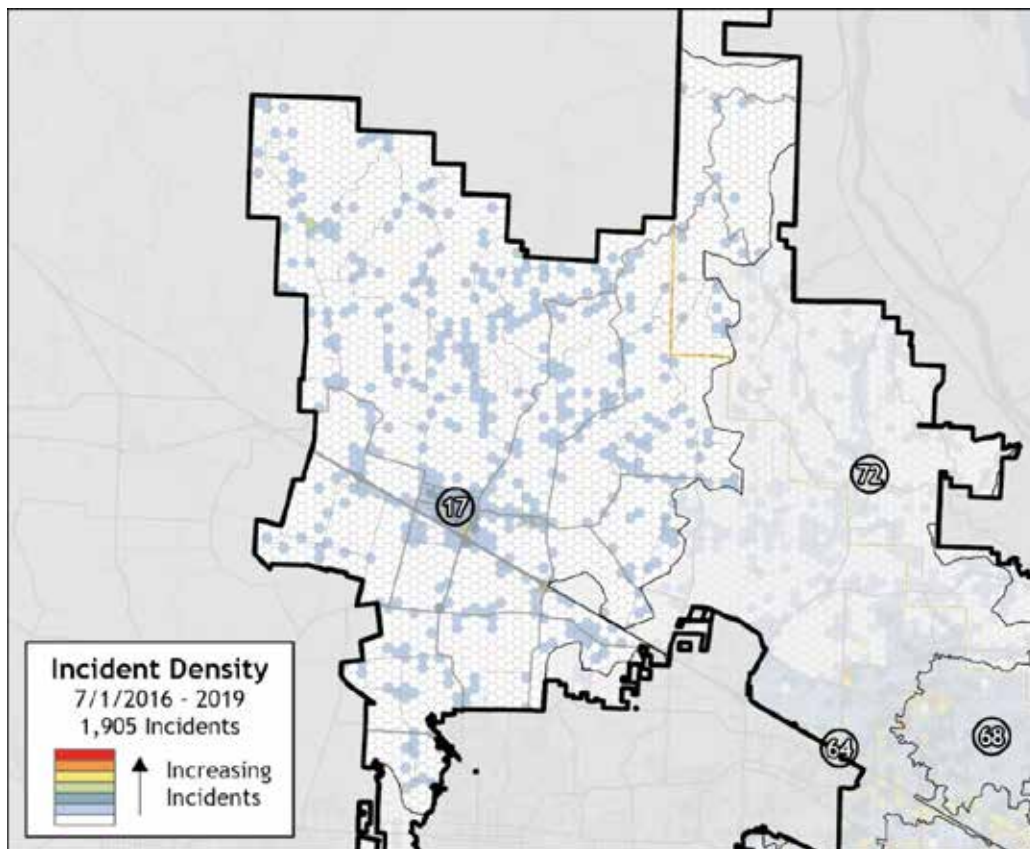 17
72
64
68
Incident Density
7/1/2016 - 2019
1,905 Incidents
Increasing
Incidents